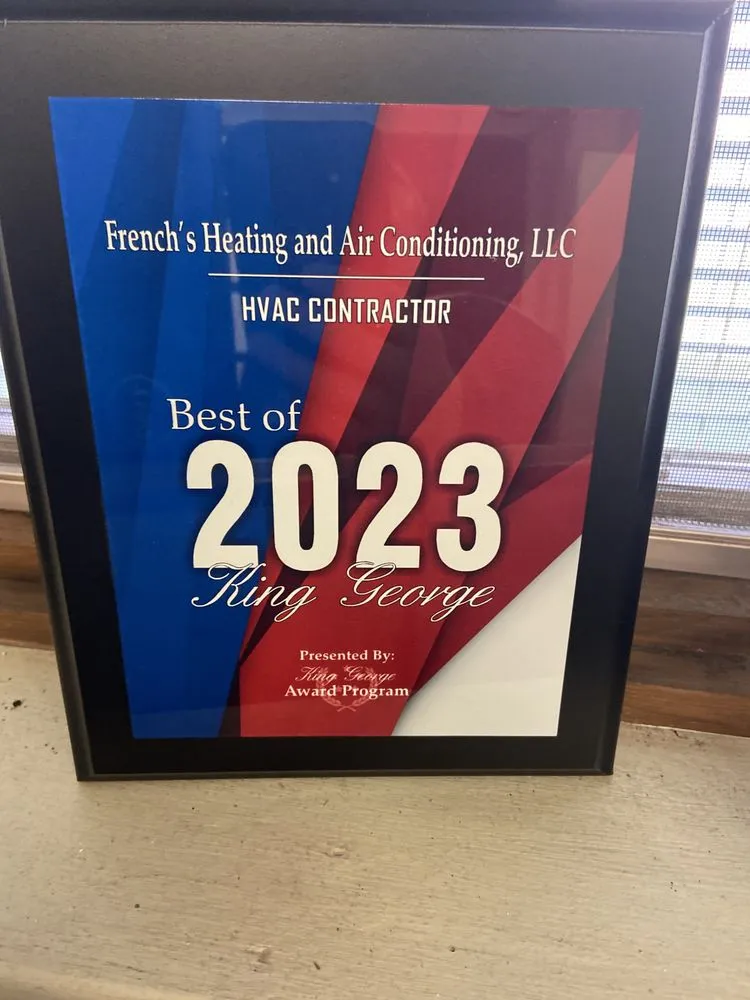 French's Heating and Air Conditioning, LLC
HVAC CONTRACTOR
Best of
2023
King George
Presented By:
King George
Award Program